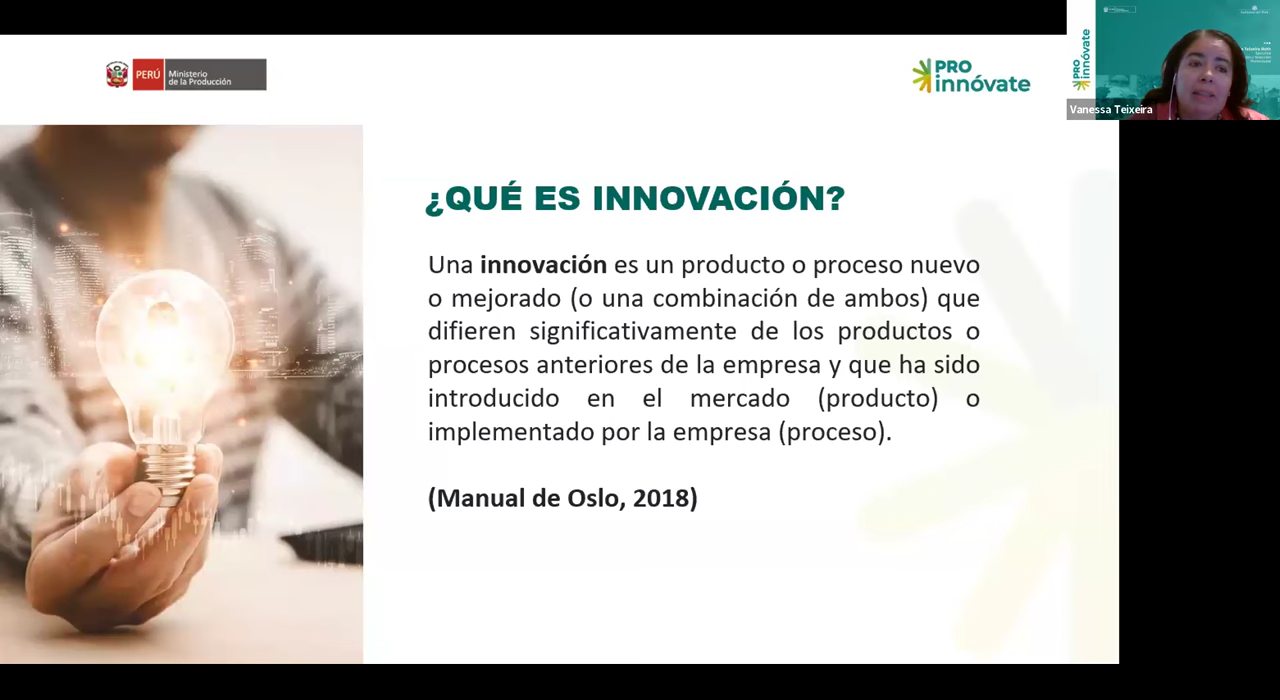 PERÚ
Ministerio
de la Producción
PRO
innóvate
PRO
innóvate
Vanessa Teixeira
¿QUÉ ES INNOVACIÓN?
Una innovación es un producto o proceso nuevo
o mejorado (o una combinación de ambos) que
difieren significativamente de los productos o
procesos anteriores de la empresa y que ha sido
introducido en el mercado (producto) o
implementado por la empresa (proceso).
(Manual de Oslo, 2018)